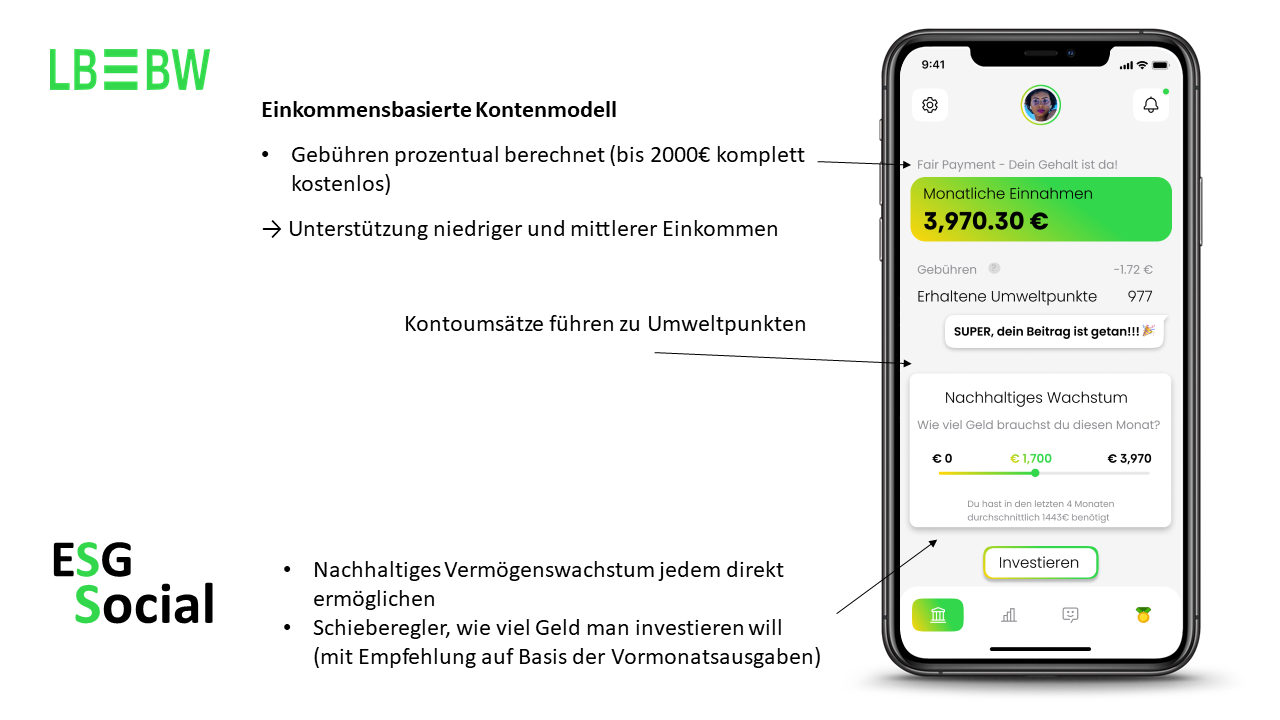 LBBW
Einkommensbasierte Kontenmodell
• Gebühren prozentual berechnet (bis 2000€ komplett
kostenlos)
→ Unterstützung niedriger und mittlerer Einkommen
Kontoumsätze führen zu Umweltpunkten
ESG
Social
• Nachhaltiges Vermögenswachstum jedem direkt
ermöglichen
• Schieberegler, wie viel Geld man investieren will
(mit Empfehlung auf Basis der Vormonatsausgaben)
9:41
Fair Payment - Dein Gehalt ist da!
Monatliche Einnahmen
3,970.30 €
Gebühren ? -1.72 €
Erhaltene Umweltpunkte 977
SUPER, dein Beitrag ist getan!!! 🎉
Nachhaltiges Wachstum
Wie viel Geld brauchst du diesen Monat?
€ 0 € 1,700 € 3,970
Du hast in den letzten 4 Monaten
durchschnittlich 1443€ benötigt
Investieren